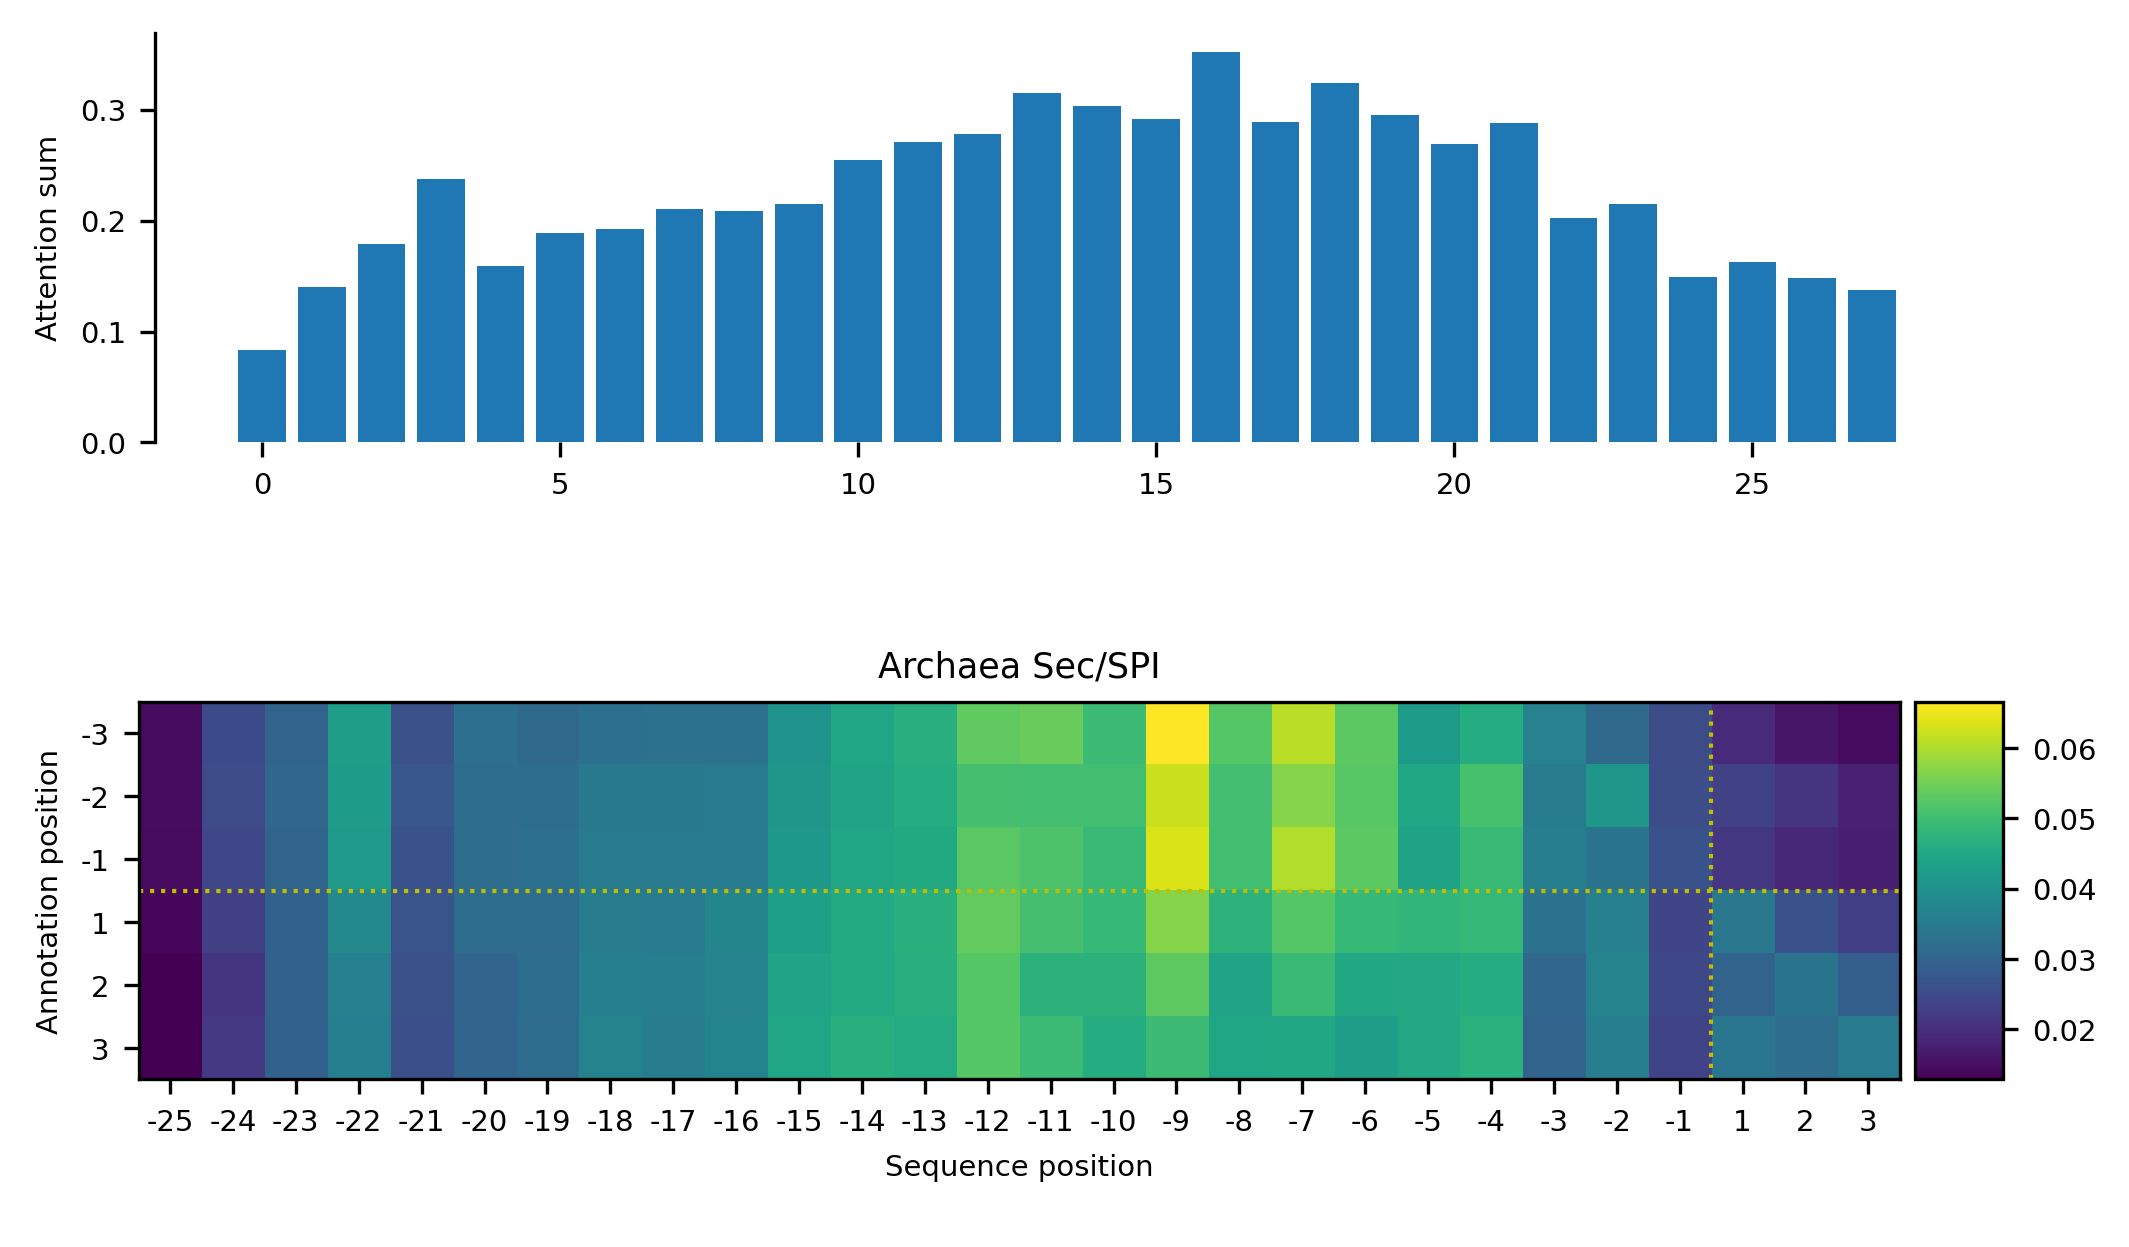 Attention sum
0.3
0.2
0.1
0.0
0 5 10 15 20 25
Archaea Sec/SPI
Annotation position
-3
-2
-1
1
2
3
-25 -24 -23 -22 -21 -20 -19 -18 -17 -16 -15 -14 -13 -12 -11 -10 -9 -8 -7 -6 -5 -4 -3 -2 -1 1 2 3
Sequence position
0.06
0.05
0.04
0.03
0.02